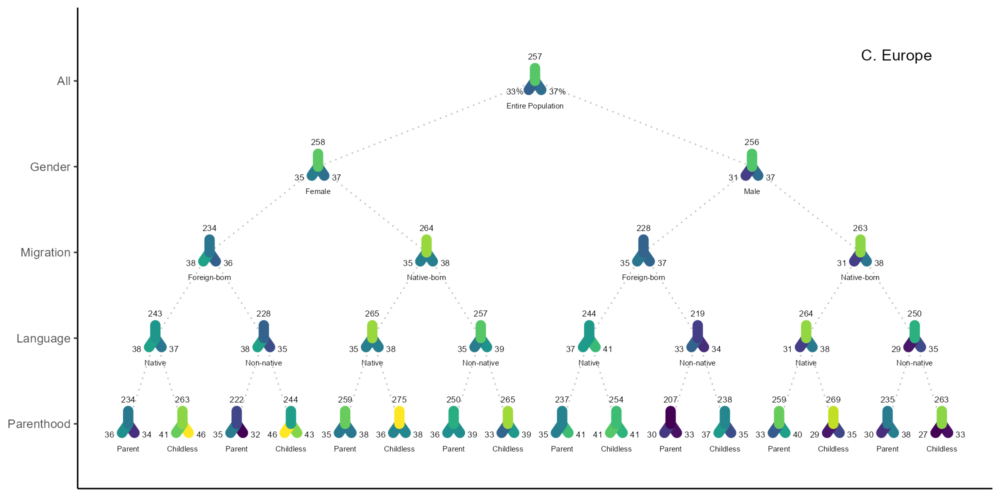 C. Europe
257
All
33% 37%
Entire Population
258 256
Gender
35 37 31 37
Female Male
234 264 228 263
Migration
38 36 35 38 35 37 31 38
Foreign-born Native-born Foreign-born Native-born
243 228 265 257 244 219 264 250
Language
38 37 38 35 35 38 35 39 37 41 33 34 31 38 29 35
Native Non-native Native Non-native Native Non-native Native Non-native
234 263 222 244 259 275 250 265 237 254 207 238 259 269 235 263
Parenthood
36 34 41 46 35 32 46 43 35 38 36 38 36 39 33 39 35 41 41 41 30 33 37 35 33 40 29 35 30 38 27 33
Parent Childless Parent Childless Parent Childless Parent Childless Parent Childless Parent Childless Parent Childless Parent Childless